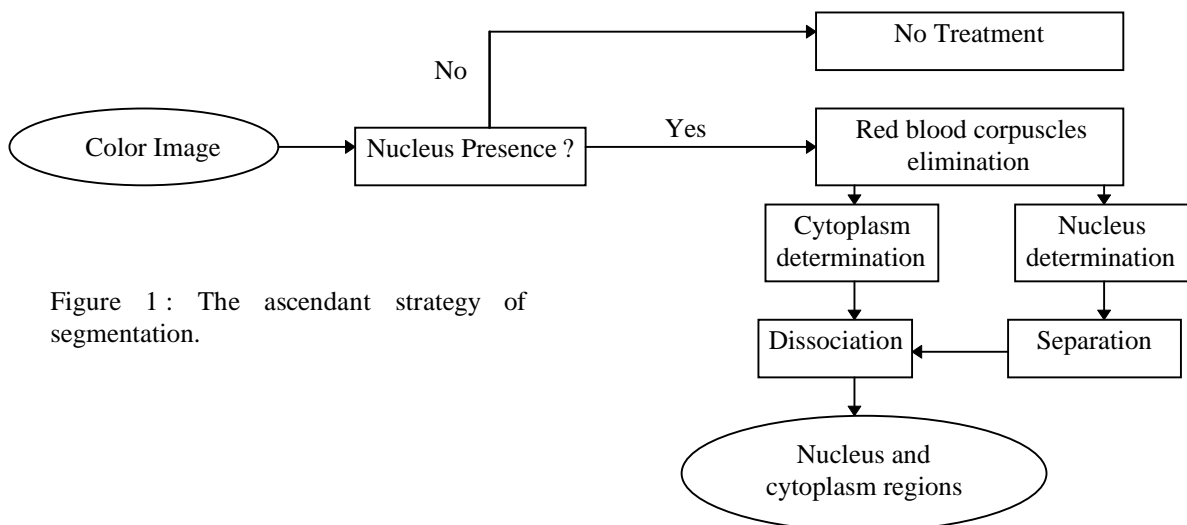 No Treatment
No
Color Image
Nucleus Presence ?
Yes
Red blood corpuscles
elimination
Cytoplasm
determination
Nucleus
determination
Figure 1 : The ascendant strategy of
segmentation.
Dissociation
Separation
Nucleus and
cytoplasm regions